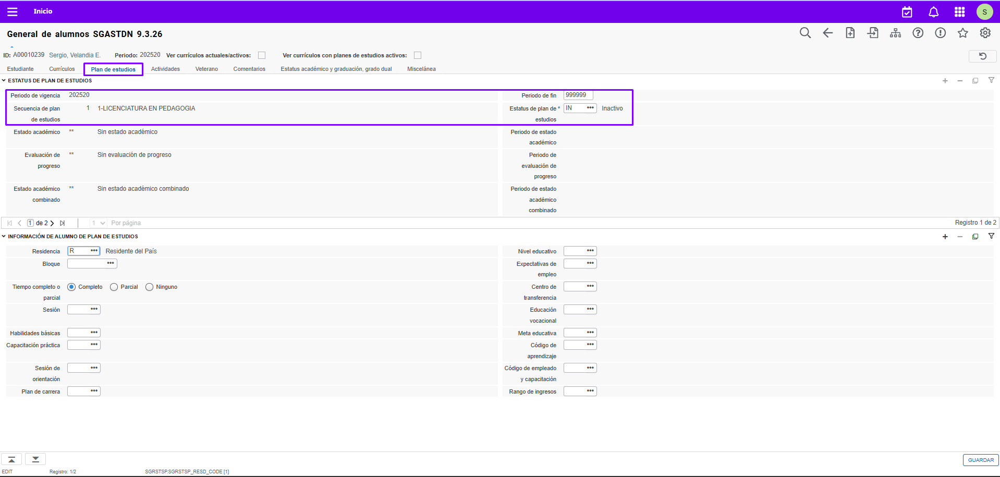 Inicio
S
General de alumnos SGASTDN 9.3.26
ID: A00010239 Sergio, Velandia E. Periodo: 202520 Ver currículos actuales/activos: Ver currículos con planes de estudios activos:
Estudiante Currículos Plan de estudios Actividades Veterano Comentarios Estatus académico y graduación, grado dual Miscelánea
ESTATUS DE PLAN DE ESTUDIOS
Periodo de vigencia 202520 Periodo de fin 999999
Secuencia de plan 1 1-LICENCIATURA EN PEDAGOGIA Estatus de plan de * IN ••• Inactivo
de estudios estudios
Estado académico ** Sin estado académico Periodo de estado
académico
Evaluación de ** Sin evaluación de progreso Periodo de
progreso evaluación de
progreso
Estado académico ** Sin estado académico combinado Periodo de estado
combinado académico
combinado
1 de 2 1 Por página Registro 1 de 2
INFORMACIÓN DE ALUMNO DE PLAN DE ESTUDIOS
Residencia R ••• Residente del País Nivel educativo •••
Bloque ••• Expectativas de •••
empleo
Tiempo completo o Completo Parcial Ninguno Centro de •••
parcial transferencia
Sesión ••• Educación •••
vocacional
Habilidades básicas ••• Meta educativa •••
Capacitación práctica ••• Código de •••
aprendizaje
Sesión de ••• Código de empleado •••
orientación y capacitación
Plan de carrera ••• Rango de ingresos •••
GUARDAR
EDIT Registro: 1/2 SGRSTSP.SGRSTSP_RESD_CODE [1]